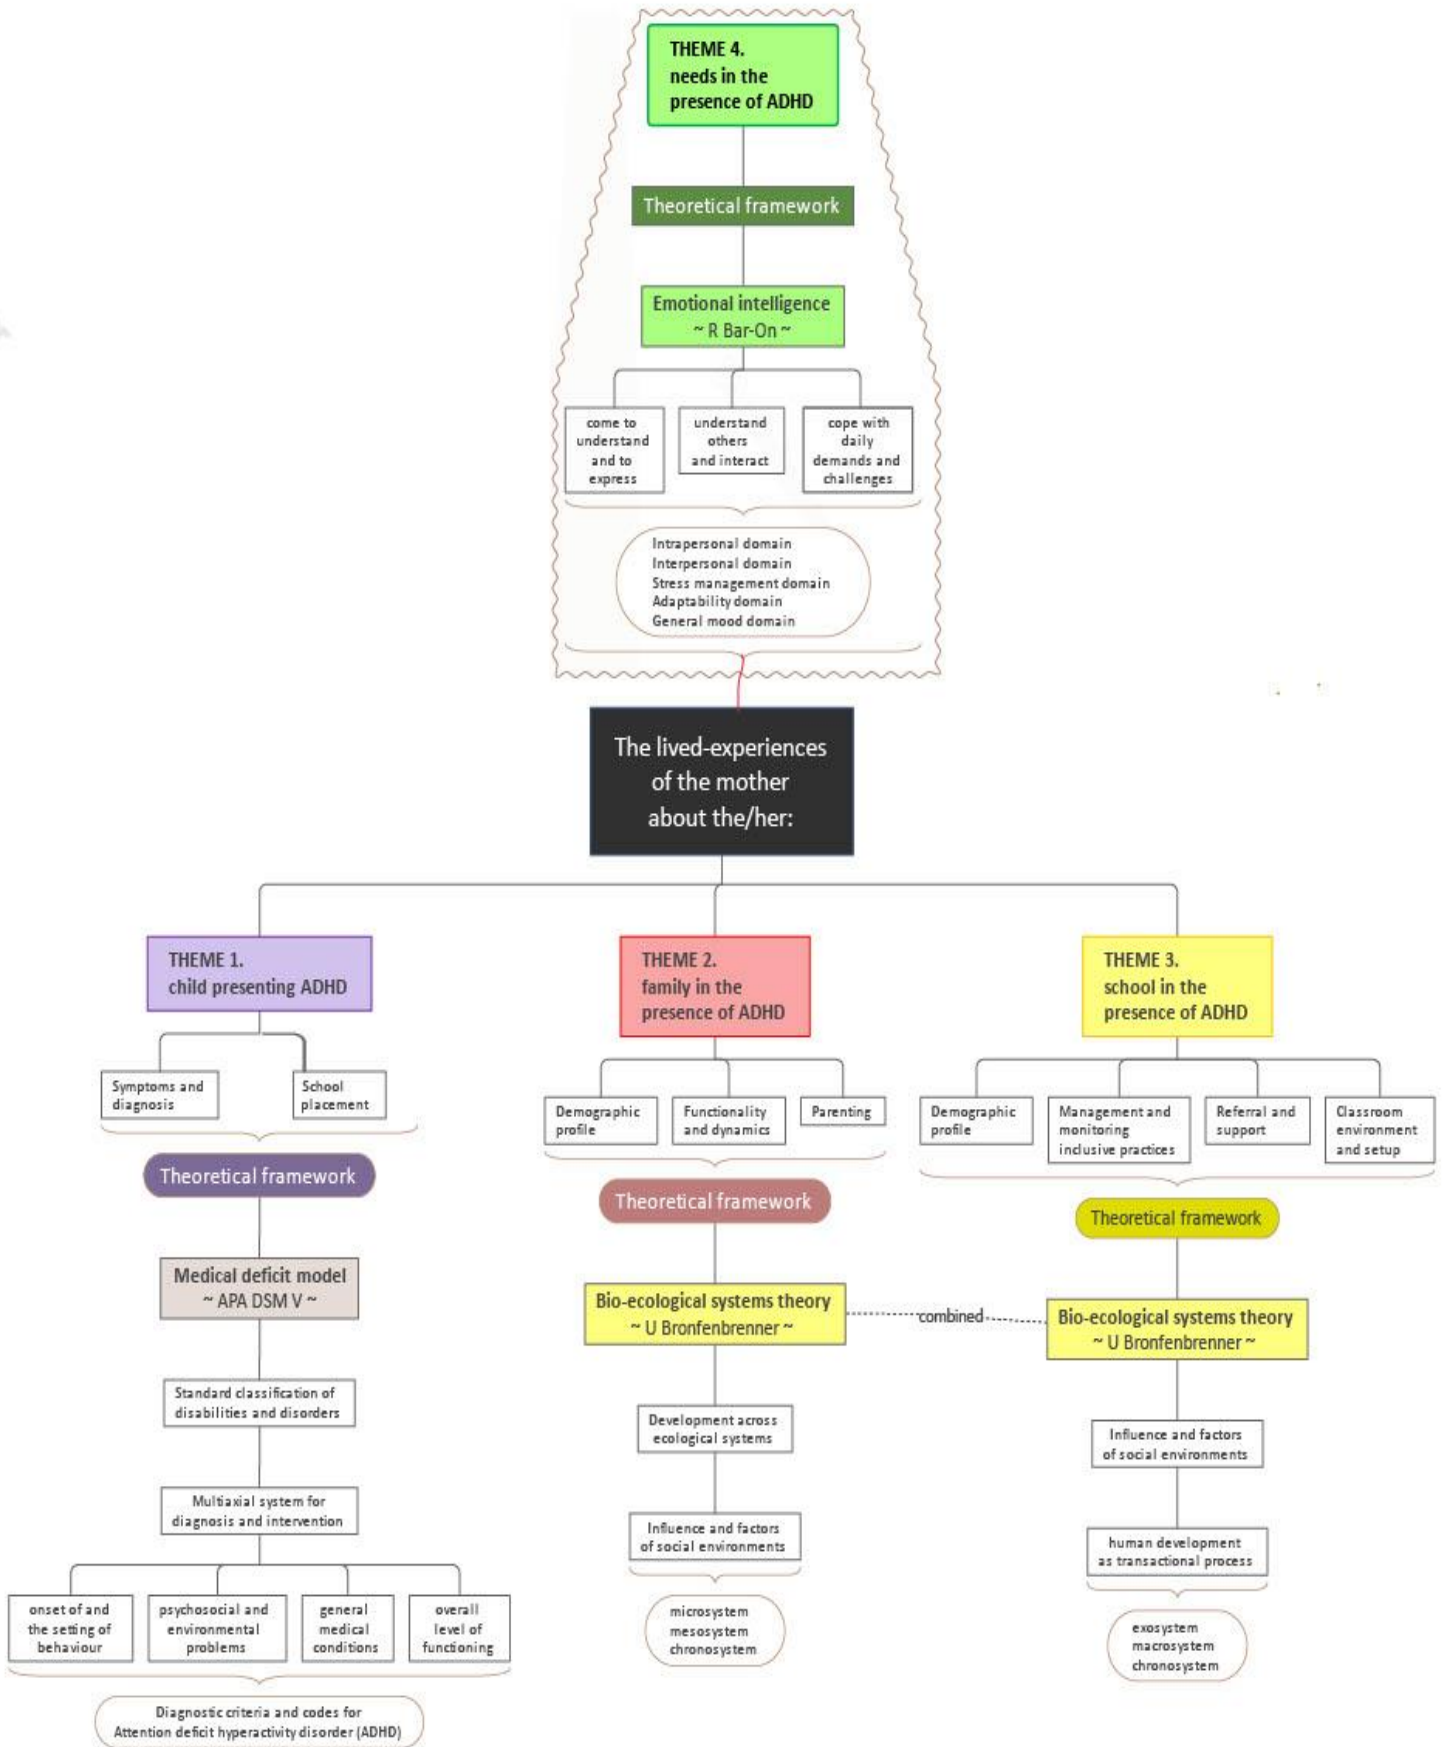 THEME 4.
needs in the
presence of ADHD
Theoretical framework
Emotional intelligence
~ R Bar-On ~
come to
understand
and to
express
understand
others
and interact
cope with
daily
demands and
challenges
Intrapersonal domain
Interpersonal domain
Stress management domain
Adaptability domain
General mood domain
The lived-experiences
of the mother
about the/her:
THEME 1.
child presenting ADHD
Symptoms and
diagnosis
School
placement
Theoretical framework
Medical deficit model
~ APA DSM V ~
Standard classification of
disabilities and disorders
Multiaxial system for
diagnosis and intervention
onset of and
the setting of
behaviour
psychosocial and
environmental
problems
general
medical
conditions
overall
level of
functioning
Diagnostic criteria and codes for
Attention deficit hyperactivity disorder (ADHD)
THEME 2.
family in the
presence of ADHD
Demographic
profile
Functionality
and dynamics
Parenting
Theoretical framework
Bio-ecological systems theory
~ U Bronfenbrenner ~
combined
Development across
ecological systems
Influence and factors
of social environments
microsystem
mesosystem
chronosystem
THEME 3.
school in the
presence of ADHD
Demographic
profile
Management and
monitoring
inclusive practices
Referral and
support
Classroom
environment
and setup
Theoretical framework
Bio-ecological systems theory
~ U Bronfenbrenner ~
Influence and factors
of social environments
human development
as transactional process
exosystem
macrosystem
chronosystem